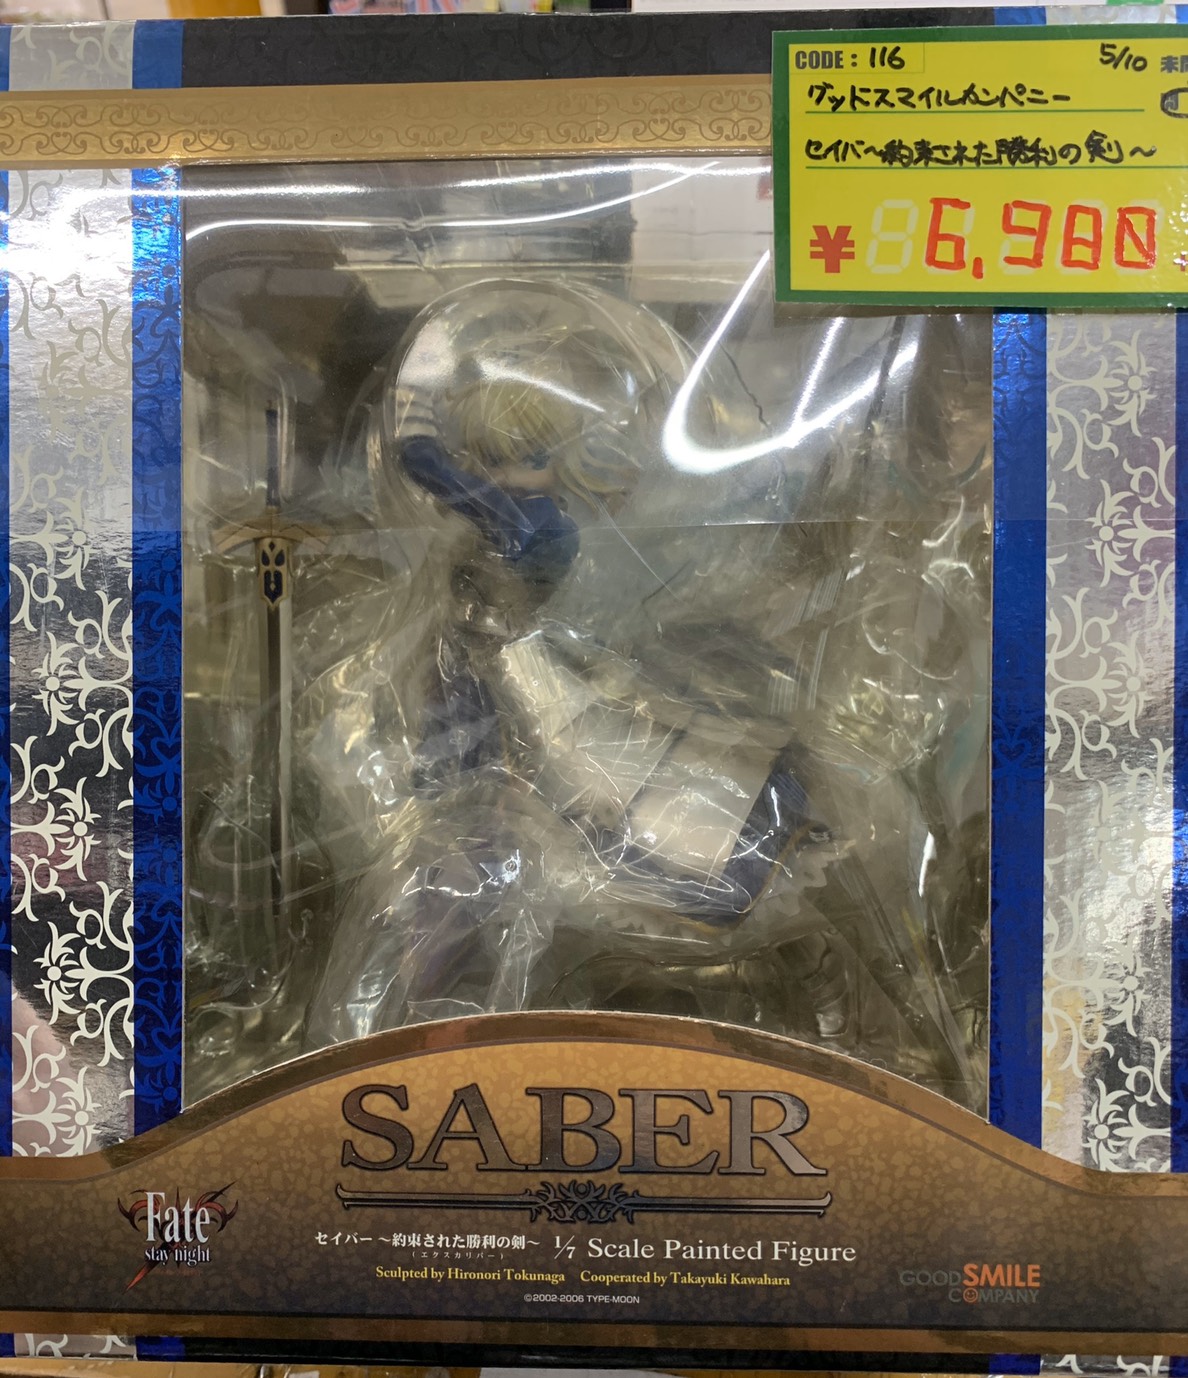 CODE : 116
5/10
グッドスマイルカンパニー
セイバー〜約束された勝利の剣〜
¥ 6,980
SABER
Fate
stay night
セイバー 〜約束された勝利の剣〜 1/7 Scale Painted Figure
(エクスカリバー)
Sculpted by Hironori Tokunaga Cooperated by Takayuki Kawahara
©2002-2006 TYPE-MOON
GOOD SMILE
COMPANY